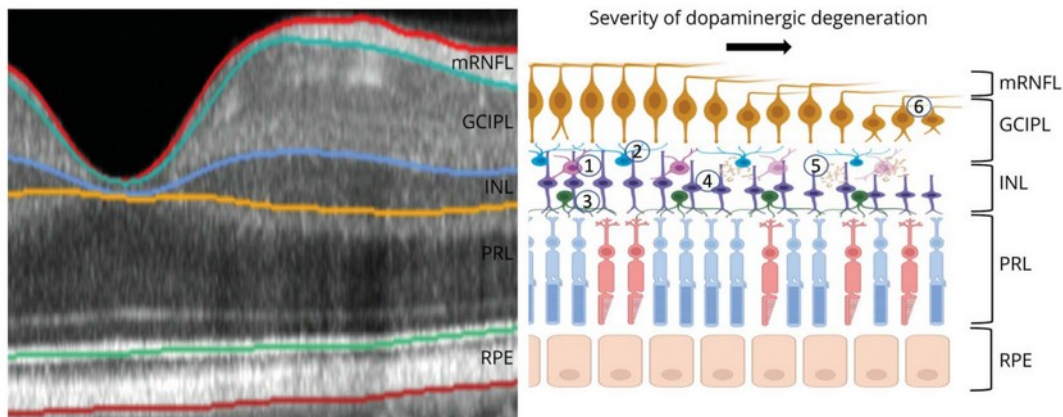 mRNFL
GCIPL
INL
PRL
RPE
Severity of dopaminergic degeneration
1
2
3
4
5
6
mRNFL
GCIPL
INL
PRL
RPE